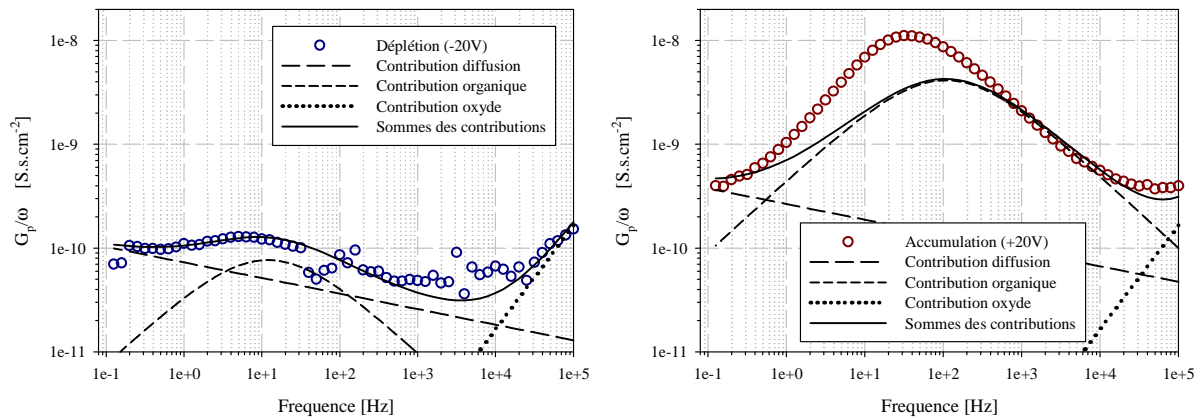 1e-8
1e-9
1e-10
1e-11
Gp/ω [S.s.cm-2]
Déplétion (-20V)
Contribution diffusion
Contribution organique
Contribution oxyde
Sommes des contributions
1e-1 1e+0 1e+1 1e+2 1e+3 1e+4 1e+5
Frequence [Hz]
1e-8
1e-9
1e-10
1e-11
Gp/ω [S.s.cm-2]
Accumulation (+20V)
Contribution diffusion
Contribution organique
Contribution oxyde
Sommes des contributions
1e-1 1e+0 1e+1 1e+2 1e+3 1e+4 1e+5
Frequence [Hz]